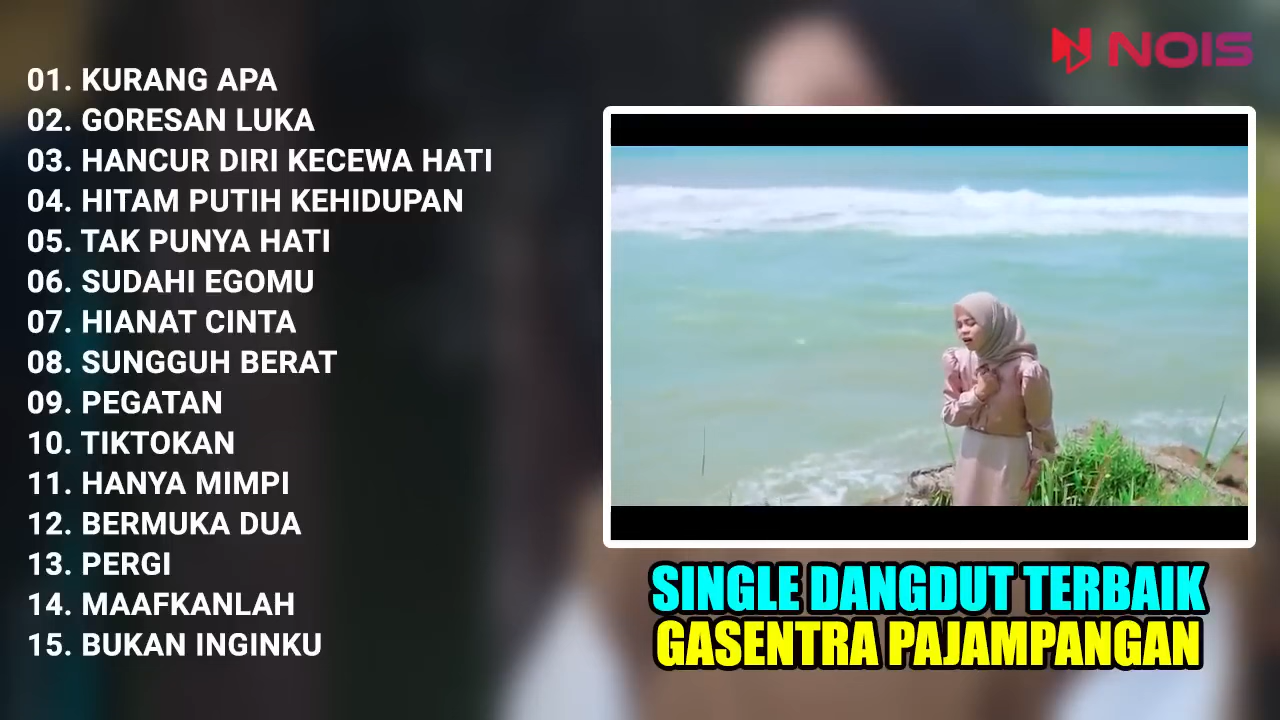 NOIS
01. KURANG APA
02. GORESAN LUKA
03. HANCUR DIRI KECEWA HATI
04. HITAM PUTIH KEHIDUPAN
05. TAK PUNYA HATI
06. SUDAHI EGOMU
07. HIANAT CINTA
08. SUNGGUH BERAT
09. PEGATAN
10. TIKTOKAN
11. HANYA MIMPI
12. BERMUKA DUA
13. PERGI
14. MAAFKANLAH
15. BUKAN INGINKU
SINGLE DANGDUT TERBAIK
GASENTRA PAJAMPANGAN